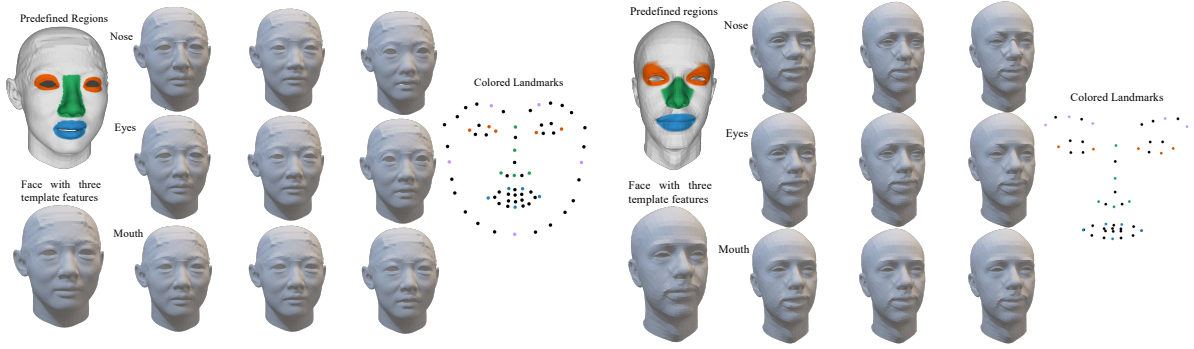 Predefined Regions
Nose
Colored Landmarks
Eyes
Face with three
template features
Mouth
Predefined regions
Nose
Colored Landmarks
Eyes
Face with three
template features
Mouth